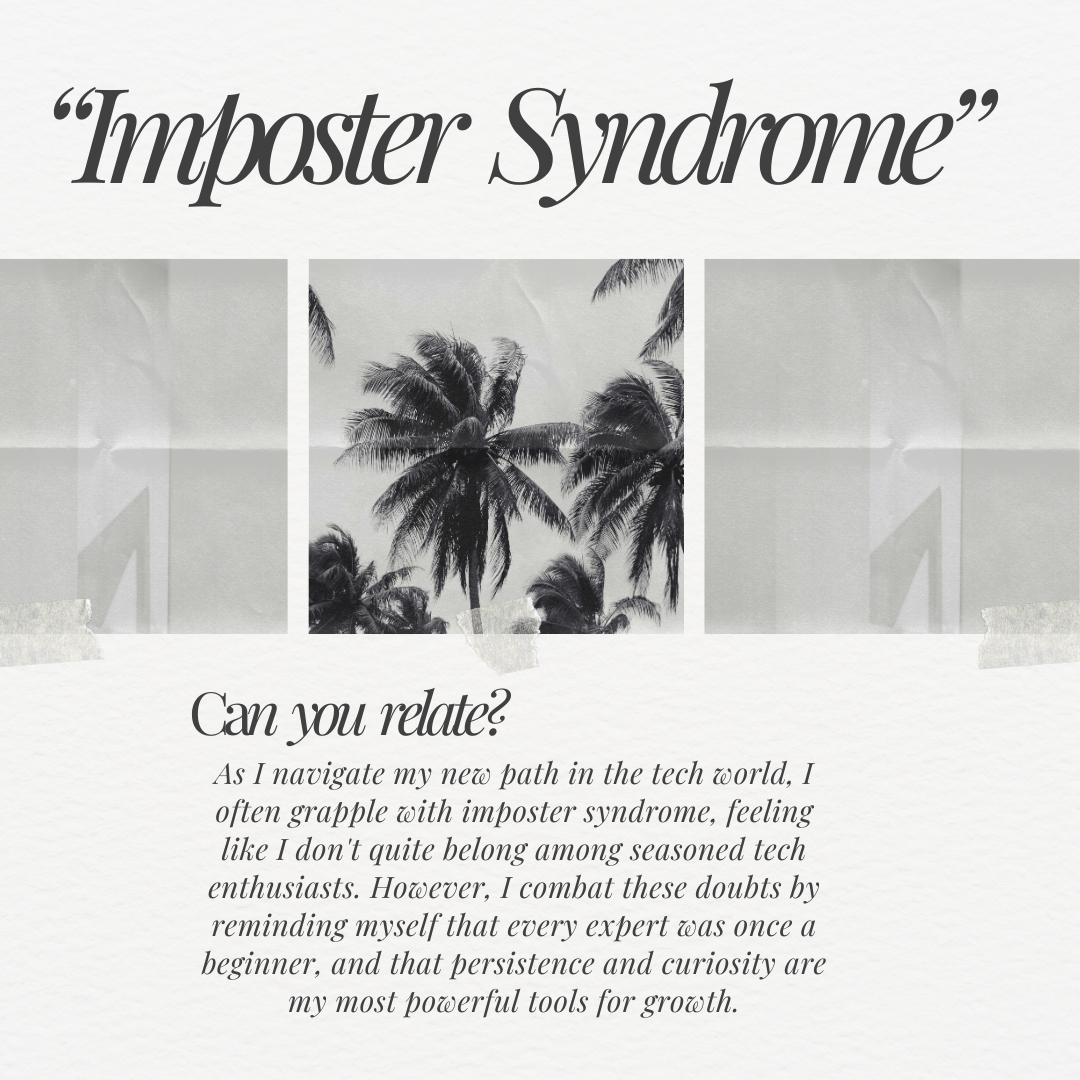 “Imposter Syndrome”
Can you relate?
As I navigate my new path in the tech world, I
often grapple with imposter syndrome, feeling
like I don't quite belong among seasoned tech
enthusiasts. However, I combat these doubts by
reminding myself that every expert was once a
beginner, and that persistence and curiosity are
my most powerful tools for growth.